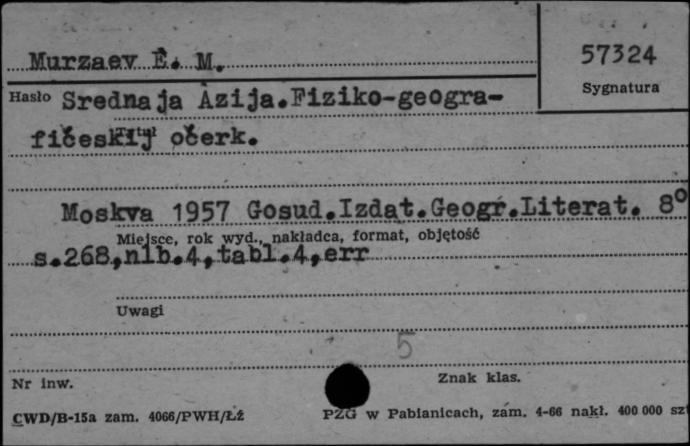 Murzaev E. M.
57324
Sygnatura
Hasło Srednaja Azija.Fiziko-geogra-
fičeskij očerk.
Moskva 1957 Gosud.Izdat.Geogr.Literat. 8°
Miejsce, rok wyd., nakładca, format, objętość
s.268,nlb.4,tabl.4,err
Uwagi
5
Nr inw.
Znak klas.
CWD/B-15a zam. 4066/PWH/Łź
PZG w Pabianicach, zam. 4-66 nakł. 400 000 szt